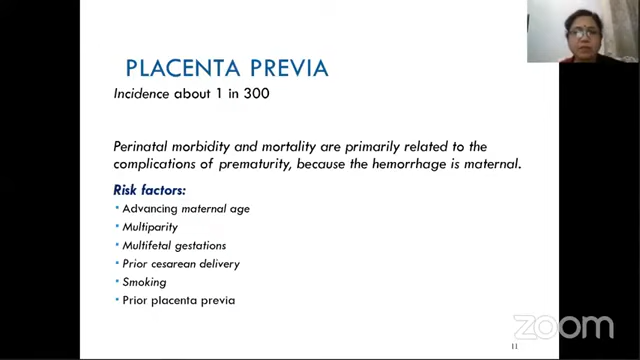 PLACENTA PREVIA
Incidence about 1 in 300
Perinatal morbidity and mortality are primarily related to the
complications of prematurity, because the hemorrhage is maternal.
Risk factors:
• Advancing maternal age
• Multiparity
• Multifetal gestations
• Prior cesarean delivery
• Smoking
• Prior placenta previa
zoom
11